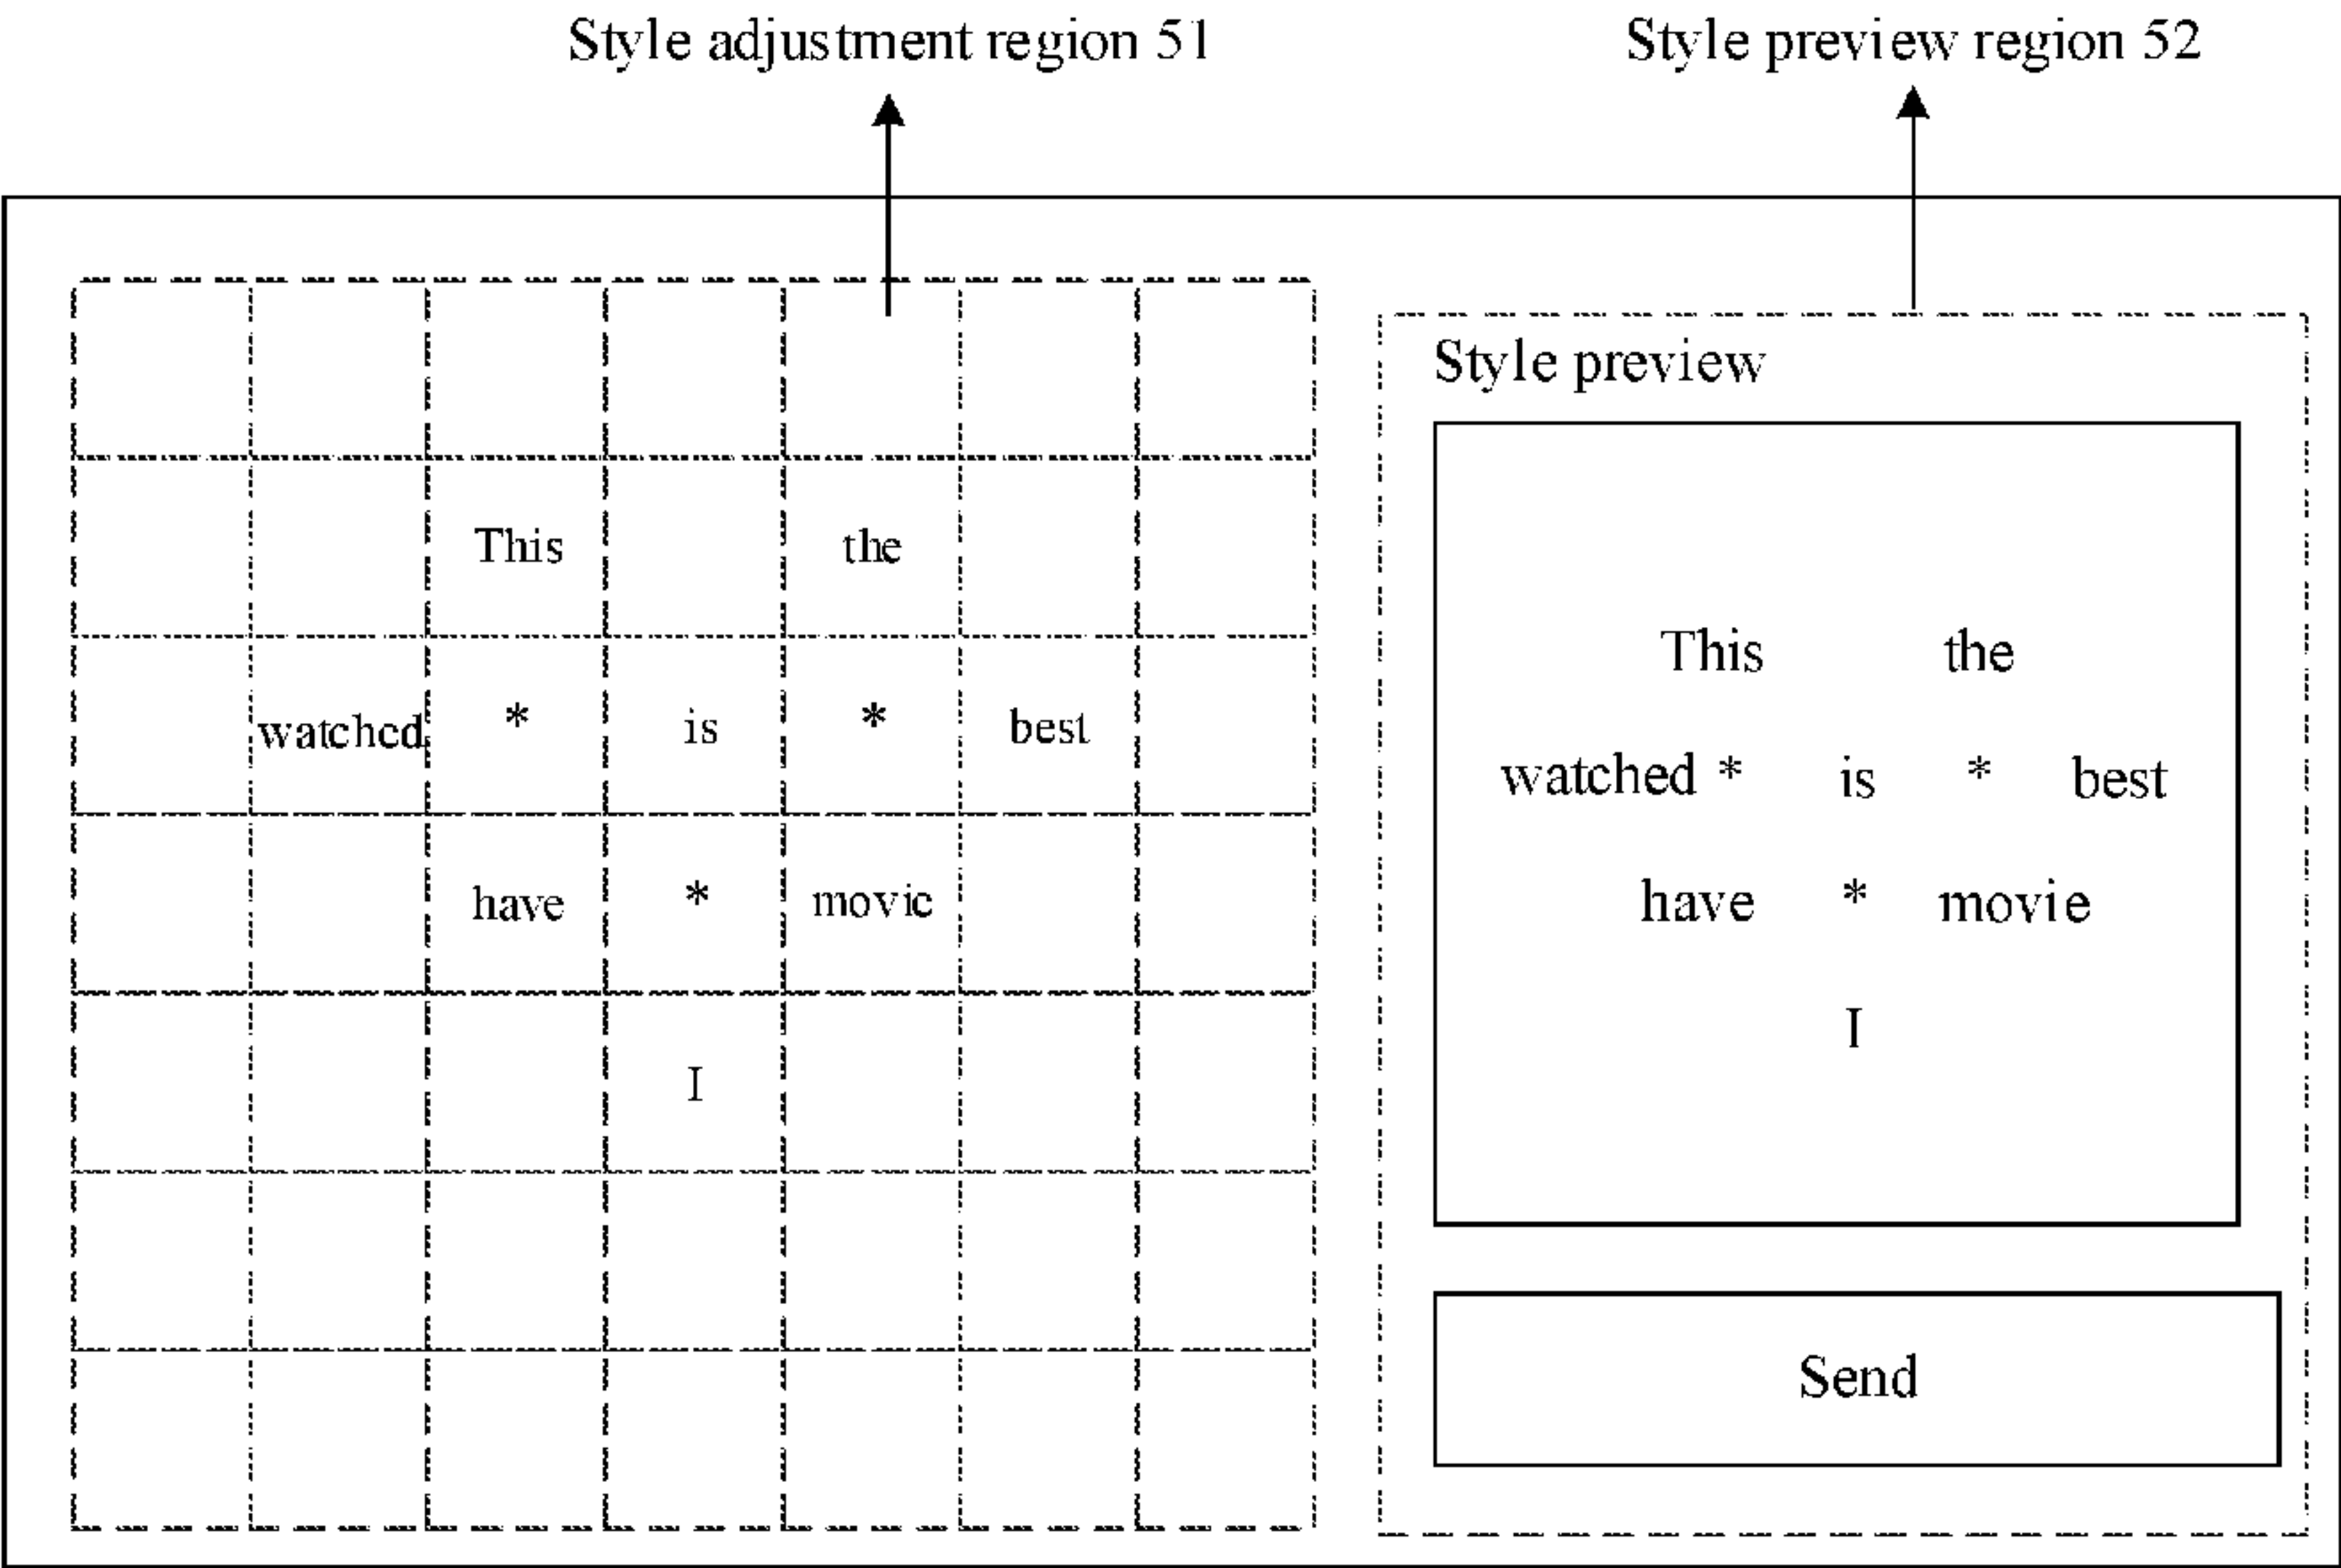 Style adjustment region 51
Style preview region 52
This the
watched * is * best
have * movie
I
Style preview
This the
watched * is * best
have * movie
I
Send